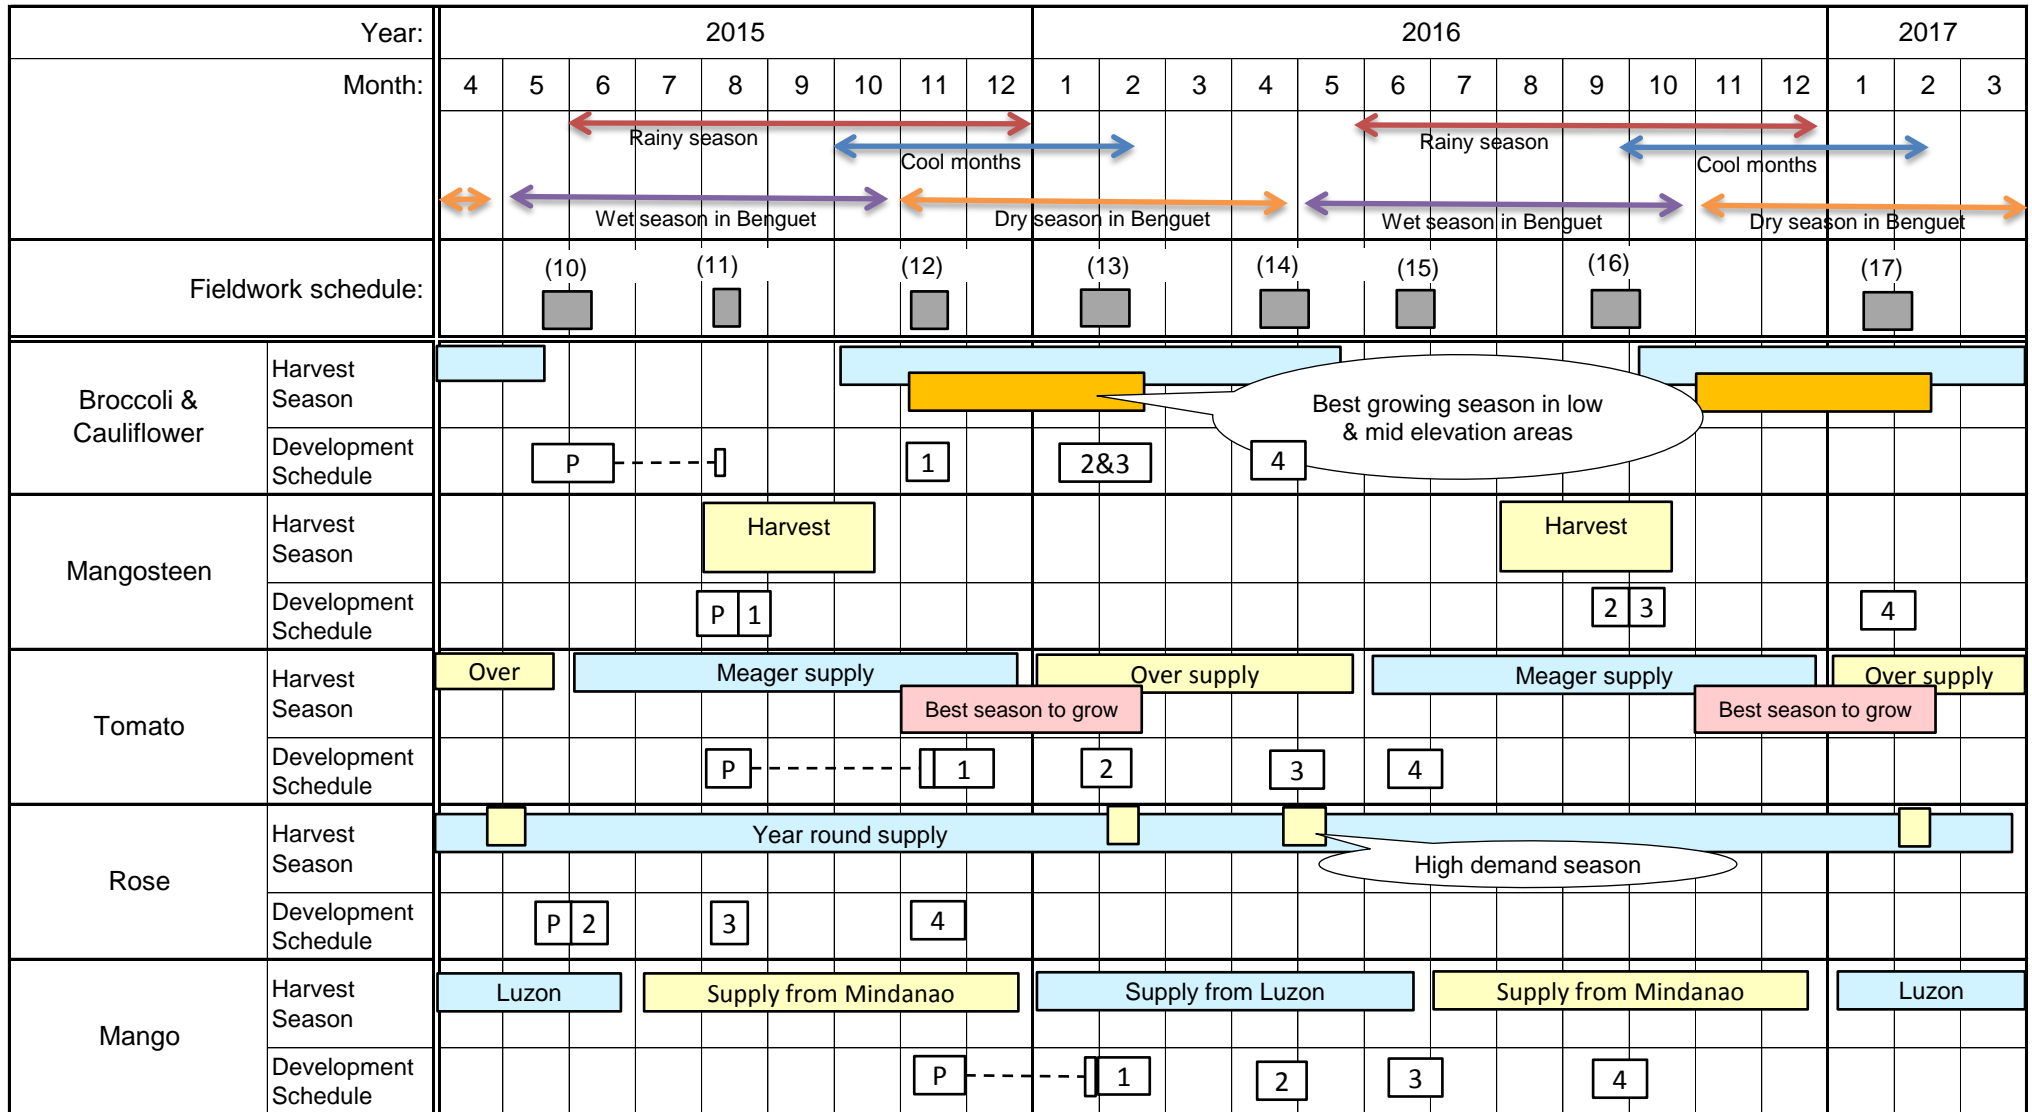 Year: 2015 2016 2017
Month: 4 5 6 7 8 9 10 11 12 1 2 3 4 5 6 7 8 9 10 11 12 1 2 3
Rainy season Rainy season
Cool months Cool months
Wet season in Benguet Dry season in Benguet Wet season in Benguet Dry season in Benguet
Fieldwork schedule: (10) (11) (12) (13) (14) (15) (16) (17)
Broccoli &
Cauliflower
Harvest
Season
Best growing season in low
& mid elevation areas
Development
Schedule
P 1 2&3 4
Mangosteen
Harvest
Season
Harvest Harvest
Development
Schedule
P 1 2 3 4
Tomato
Harvest
Season
Over Meager supply Over supply Meager supply Over supply
Best season to grow Best season to grow
Development
Schedule
P 1 2 3 4
Rose
Harvest
Season
Year round supply
High demand season
Development
Schedule
P 2 3 4
Mango
Harvest
Season
Luzon Supply from Mindanao Supply from Luzon Supply from Mindanao Luzon
Development
Schedule
P 1 2 3 4